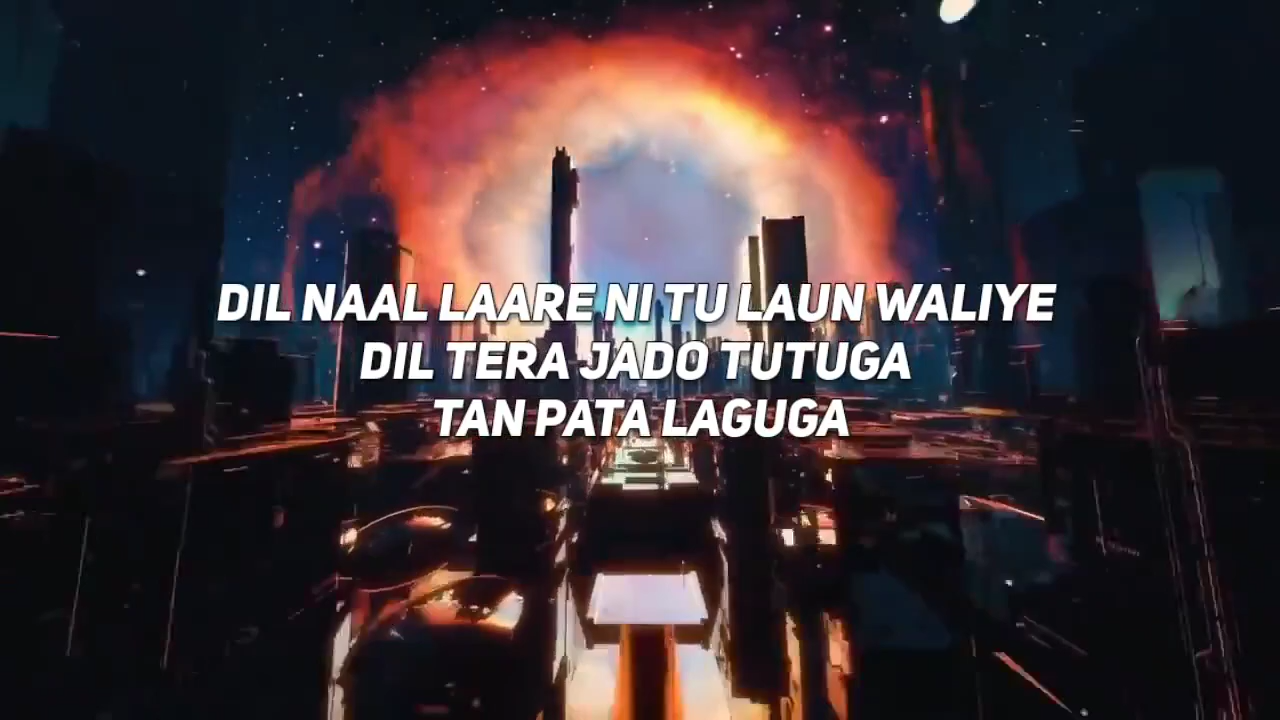 DIL NAAL LAARE NI TU LAUN WALIYE
DIL TERA JADO TUTUGA
TAN PATA LAGUGA